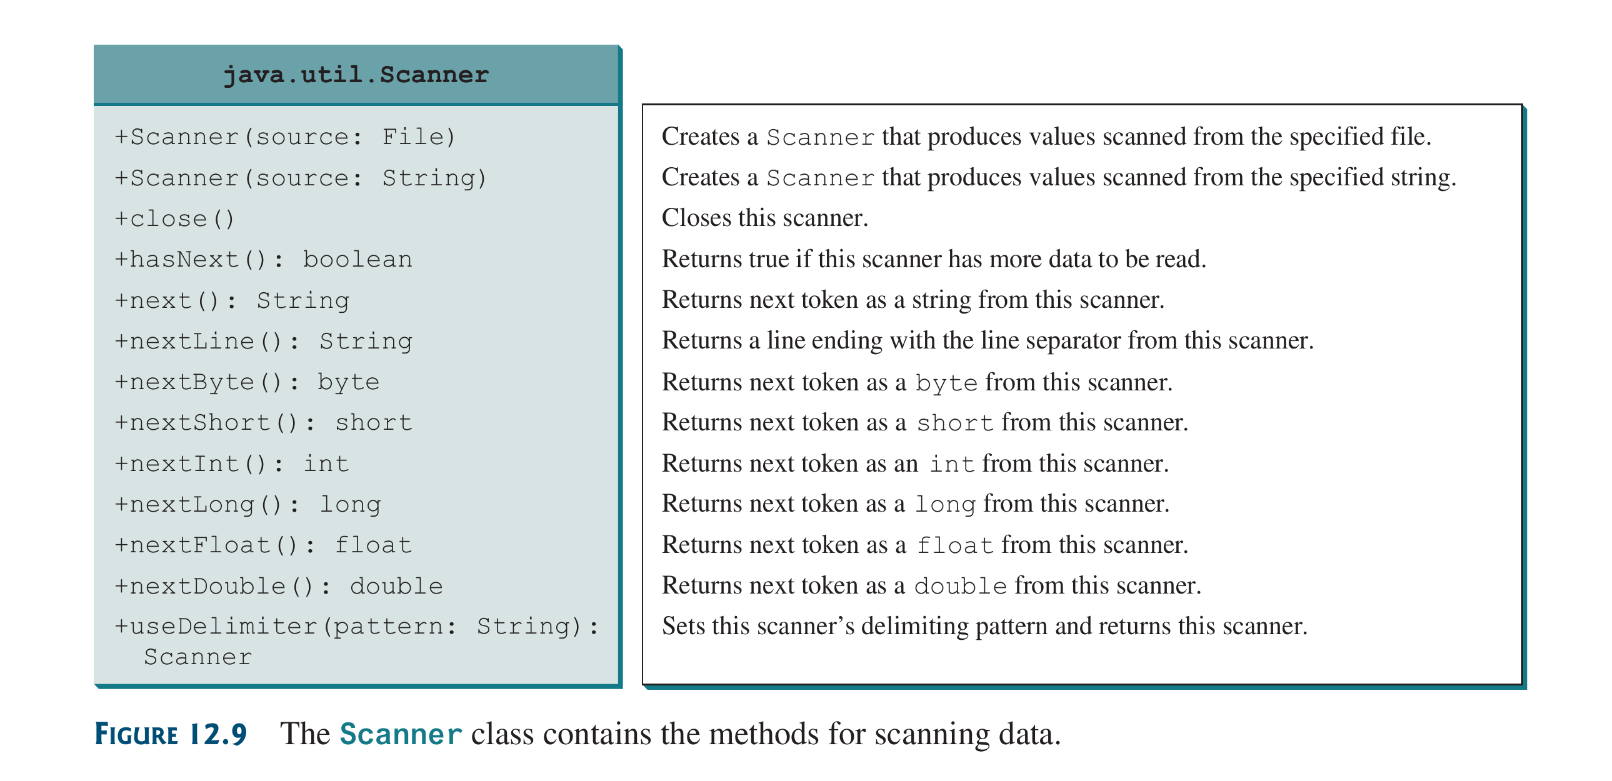 java.util.Scanner
+Scanner(source: File)
Creates a Scanner that produces values scanned from the specified file.
+Scanner(source: String)
Creates a Scanner that produces values scanned from the specified string.
+close()
Closes this scanner.
+hasNext(): boolean
Returns true if this scanner has more data to be read.
+next(): String
Returns next token as a string from this scanner.
+nextLine(): String
Returns a line ending with the line separator from this scanner.
+nextByte(): byte
Returns next token as a byte from this scanner.
+nextShort(): short
Returns next token as a short from this scanner.
+nextInt(): int
Returns next token as an int from this scanner.
+nextLong(): long
Returns next token as a long from this scanner.
+nextFloat(): float
Returns next token as a float from this scanner.
+nextDouble(): double
Returns next token as a double from this scanner.
+useDelimiter(pattern: String):
Scanner
Sets this scanner’s delimiting pattern and returns this scanner.
FIGURE 12.9 The Scanner class contains the methods for scanning data.